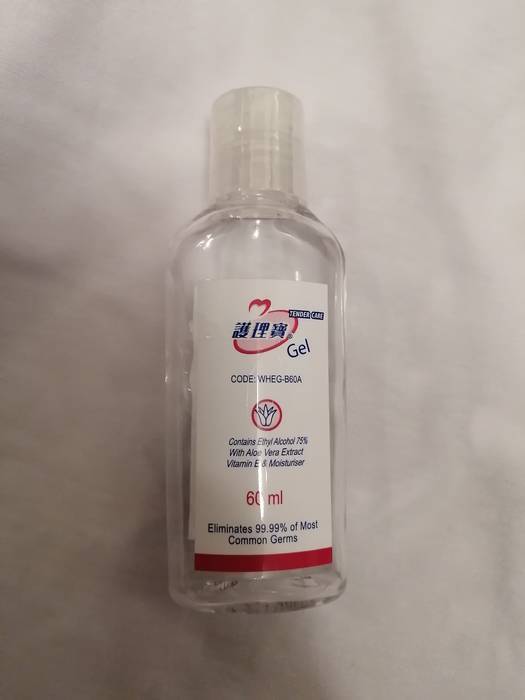 TENDER CARE
護理寶®
Gel
CODE: WHEG-B60A
Contains Ethyl Alcohol 75%
With Aloe Vera Extract
Vitamin E & Moisturiser
60 ml
Eliminates 99.99% of Most
Common Germs